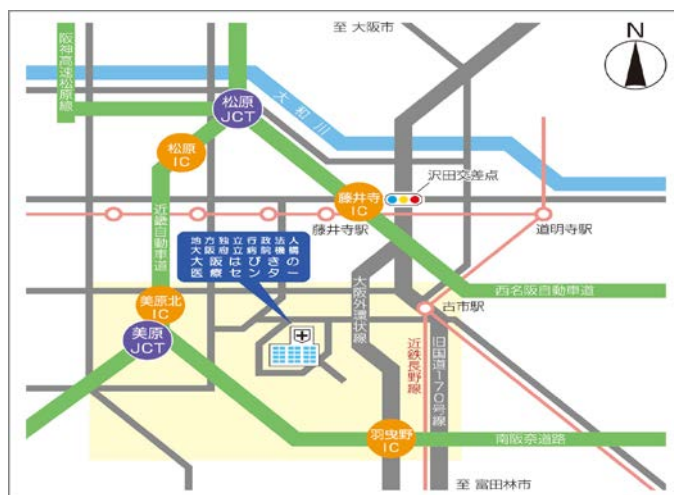 至 大阪市
N
阪神高速松原線
松原
JCT
大和川
松原
IC
沢田交差点
藤井寺
IC
近畿自動車道
藤井寺駅
道明寺駅
地方独立行政法人
大阪府立病院機構
大阪はびきの
医療センター
大阪外環状線
西名阪自動車道
美原北
IC
古市駅
美原
JCT
近鉄長野線
旧国道170号線
羽曳野
IC
南阪奈道路
至 富田林市